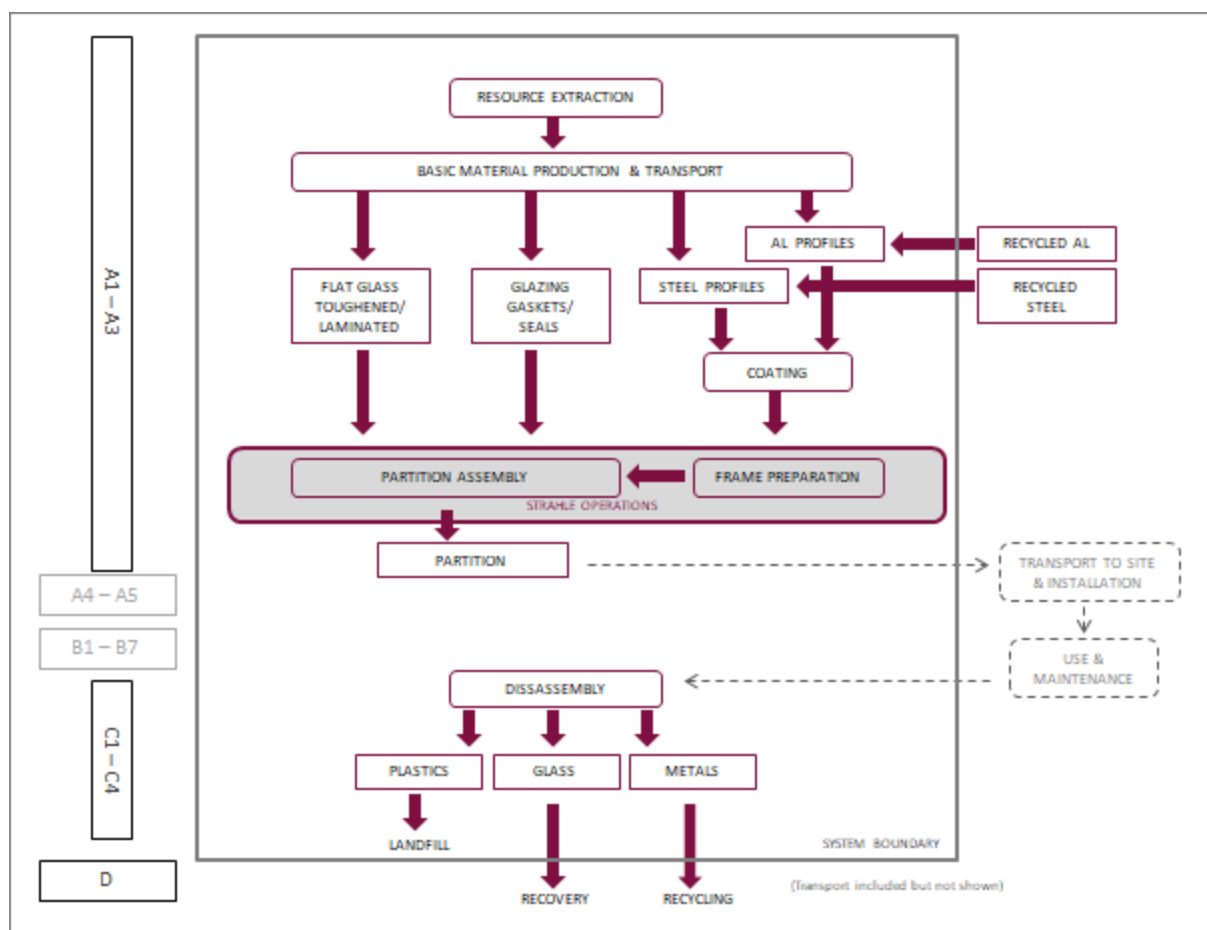 RESOURCE EXTRACTION
BASIC MATERIAL PRODUCTION & TRANSPORT
AL PROFILES
RECYCLED AL
A1 – A3
FLAT GLASS
TOUGHENED/
LAMINATED
GLAZING
GASKETS/
SEALS
STEEL PROFILES
RECYCLED
STEEL
COATING
PARTITION ASSEMBLY
FRAME PREPARATION
STRAHLE OPERATIONS
PARTITION
TRANSPORT TO SITE
& INSTALLATION
A4 – A5
B1 – B7
USE &
MAINTENANCE
DISSASSEMBLY
C1 – C4
PLASTICS
GLASS
METALS
LANDFILL
SYSTEM BOUNDARY
D
(Transport included but not shown)
RECOVERY
RECYCLING